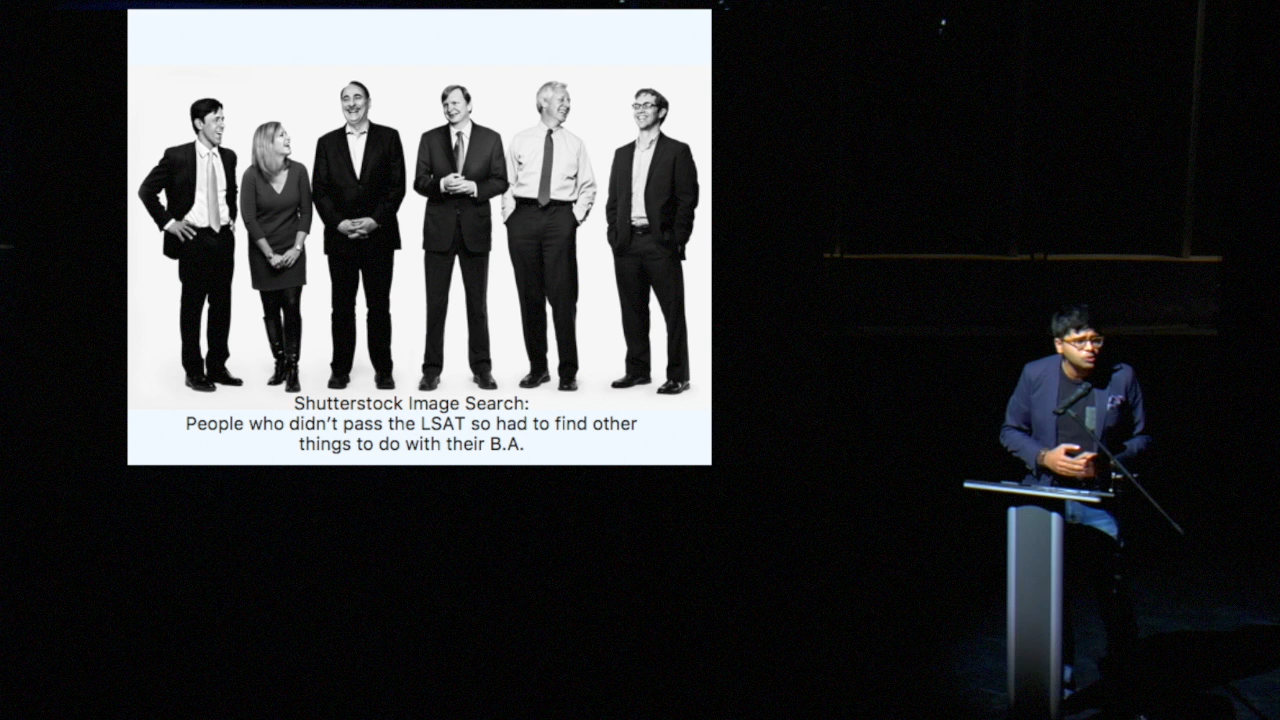 Shutterstock Image Search:
People who didn’t pass the LSAT so had to find other
things to do with their B.A.